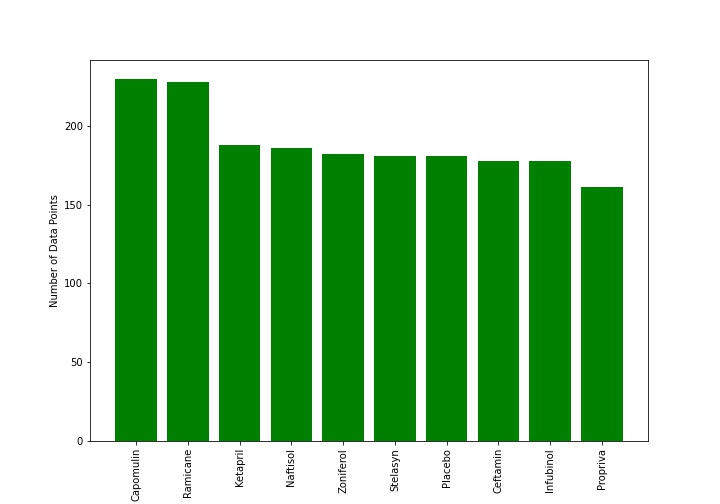 Number of Data Points
200
150
100
50
0
Capomulin
Ramicane
Ketapril
Naftisol
Zoniferol
Stelasyn
Placebo
Ceftamin
Infubinol
Propriva